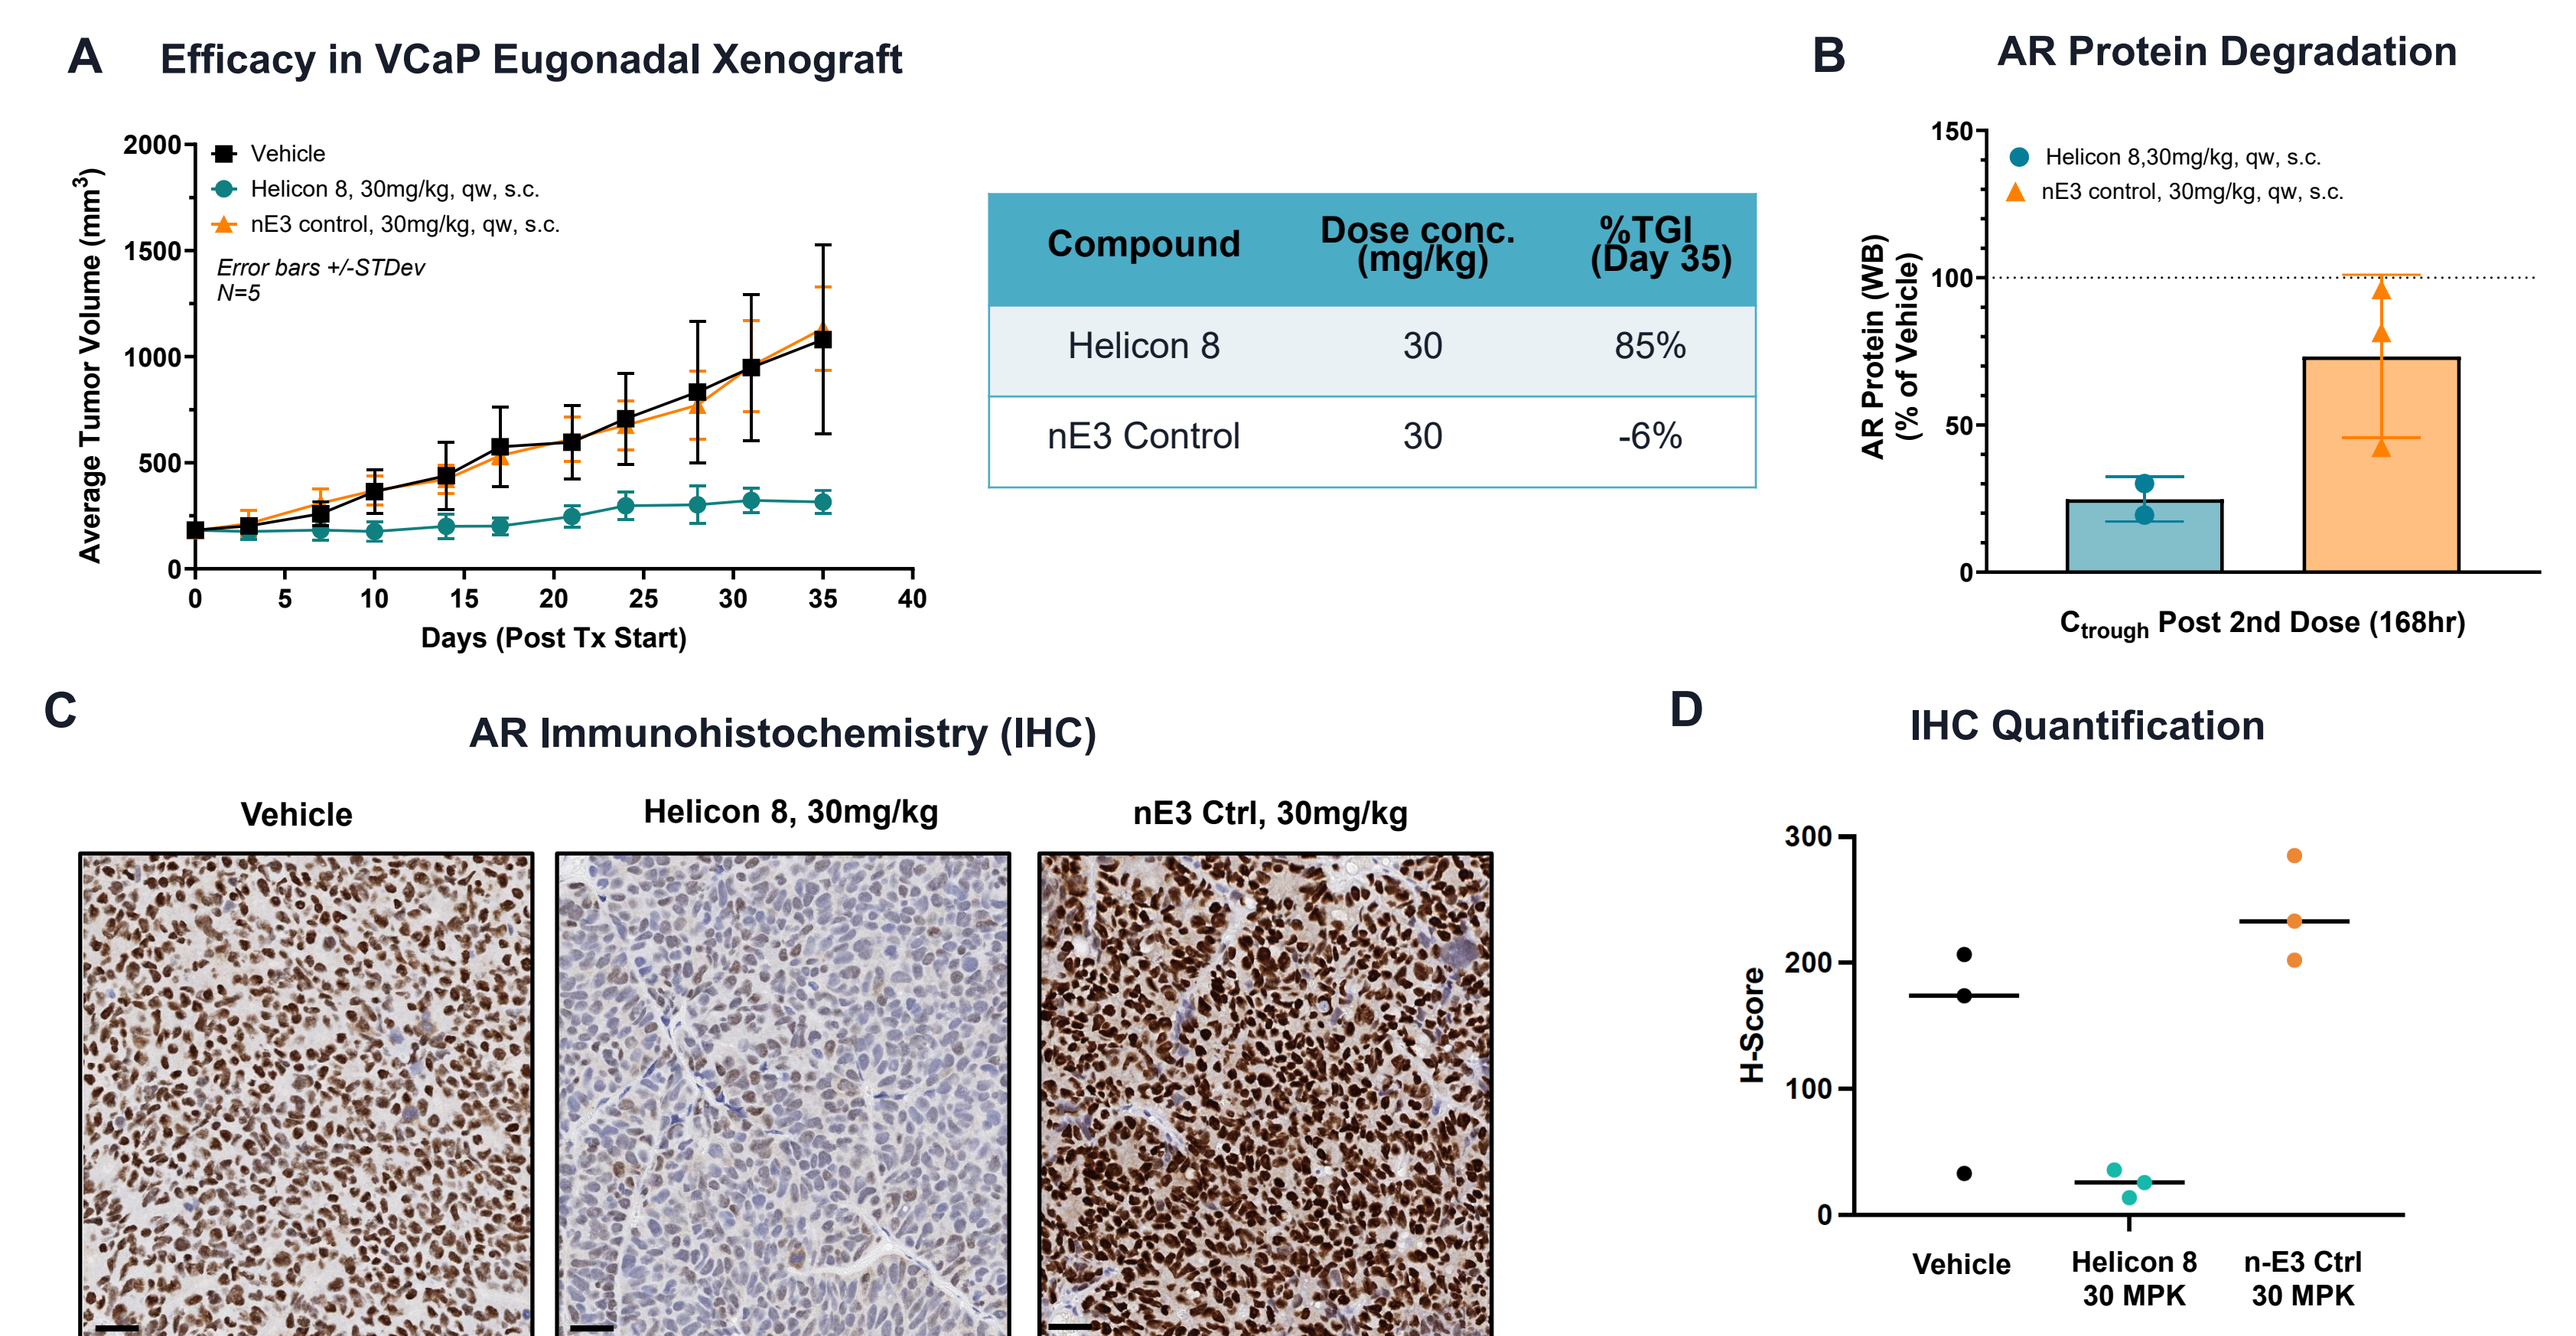 A
Efficacy in VCaP Eugonadal Xenograft
Average Tumor Volume (mm³)
2000
1500
1000
500
0
Vehicle
Helicon 8, 30mg/kg, qw, s.c.
nE3 control, 30mg/kg, qw, s.c.
Error bars +/-STDev
N=5
0 5 10 15 20 25 30 35 40
Days (Post Tx Start)
Compound Dose conc. (mg/kg) %TGI (Day 35)
Helicon 8 30 85%
nE3 Control 30 -6%
B
AR Protein Degradation
AR Protein (WB)
(% of Vehicle)
150
100
50
0
Helicon 8,30mg/kg, qw, s.c.
nE3 control, 30mg/kg, qw, s.c.
Ctrough Post 2nd Dose (168hr)
C
AR Immunohistochemistry (IHC)
Vehicle
Helicon 8, 30mg/kg
nE3 Ctrl, 30mg/kg
D
IHC Quantification
H-Score
300
200
100
0
Vehicle
Helicon 8
30 MPK
n-E3 Ctrl
30 MPK